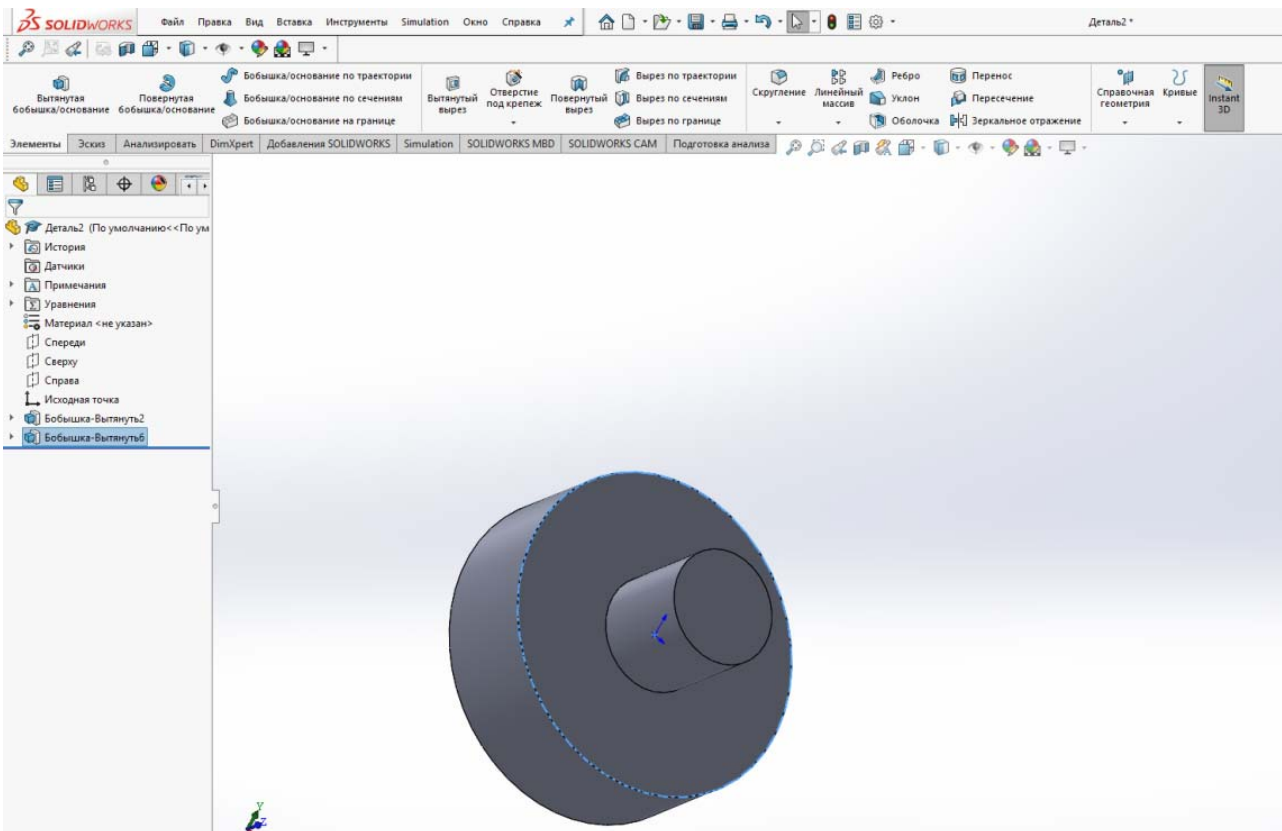 SOLIDWORKS Файл Правка Вид Вставка Инструменты Simulation Окно Справка Деталь2 *
Вытянутая бобышка/основание
Повернутая бобышка/основание
Бобышка/основание по траектории
Бобышка/основание по сечениям
Бобышка/основание на границе
Вытянутый вырез
Отверстие под крепеж
Повернутый вырез
Вырез по траектории
Вырез по сечениям
Вырез по границе
Скругление
Линейный массив
Ребро
Уклон
Оболочка
Перенос
Пересечение
Зеркальное отражение
Справочная геометрия
Кривые
Instant 3D
Элементы Эскиз Анализировать DimXpert Добавления SOLIDWORKS Simulation SOLIDWORKS MBD SOLIDWORKS CAM Подготовка анализа
Деталь2 (По умолчанию<<По ум
История
Датчики
Примечания
Уравнения
Материал <не указан>
Спереди
Сверху
Справа
Исходная точка
Бобышка-Вытянуть2
Бобышка-Вытянуть6
Y
Z